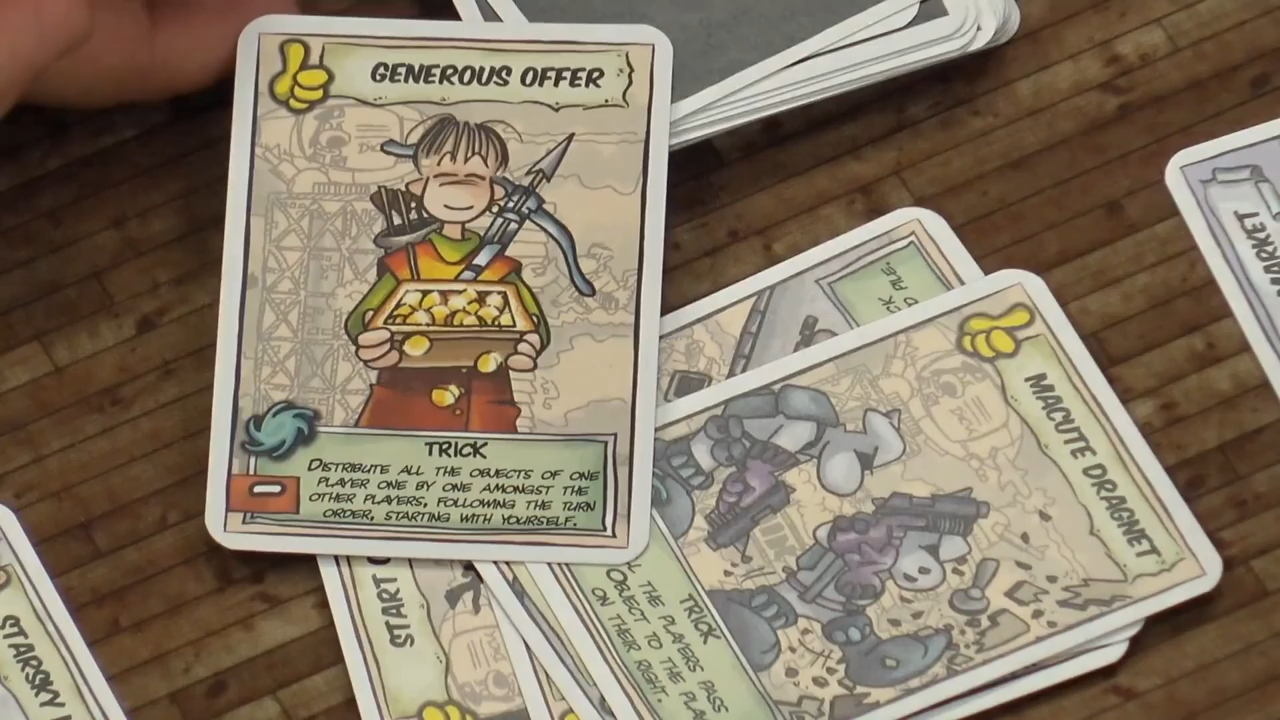 GENEROUS OFFER
TRICK
DISTRIBUTE ALL THE OBJECTS OF ONE
PLAYER ONE BY ONE AMONGST THE
OTHER PLAYERS, FOLLOWING THE TURN
ORDER, STARTING WITH YOURSELF.
MACUTE DRAGNET
TRICK
THE PLAYERS PASS
OBJECT TO THE
ON THEIR RIGHT.
START
STARSKY
MARKET
PILE.